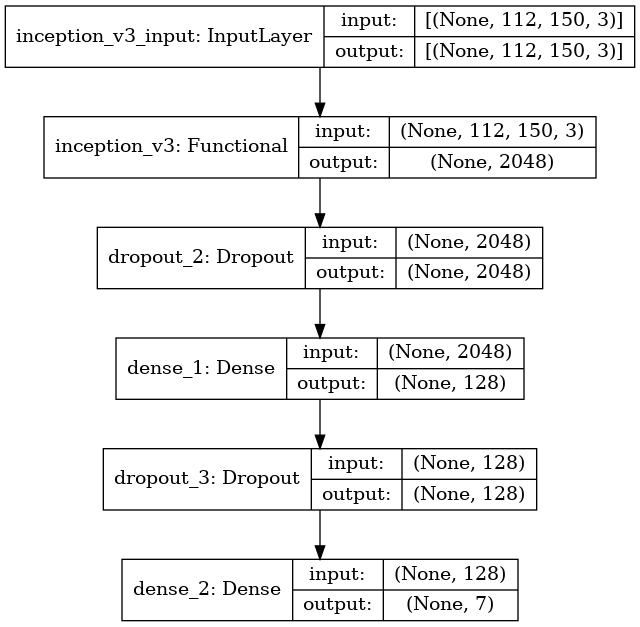 inception_v3_input: InputLayer
input: [(None, 112, 150, 3)]
output: [(None, 112, 150, 3)]
inception_v3: Functional
input: (None, 112, 150, 3)
output: (None, 2048)
dropout_2: Dropout
input: (None, 2048)
output: (None, 2048)
dense_1: Dense
input: (None, 2048)
output: (None, 128)
dropout_3: Dropout
input: (None, 128)
output: (None, 128)
dense_2: Dense
input: (None, 128)
output: (None, 7)